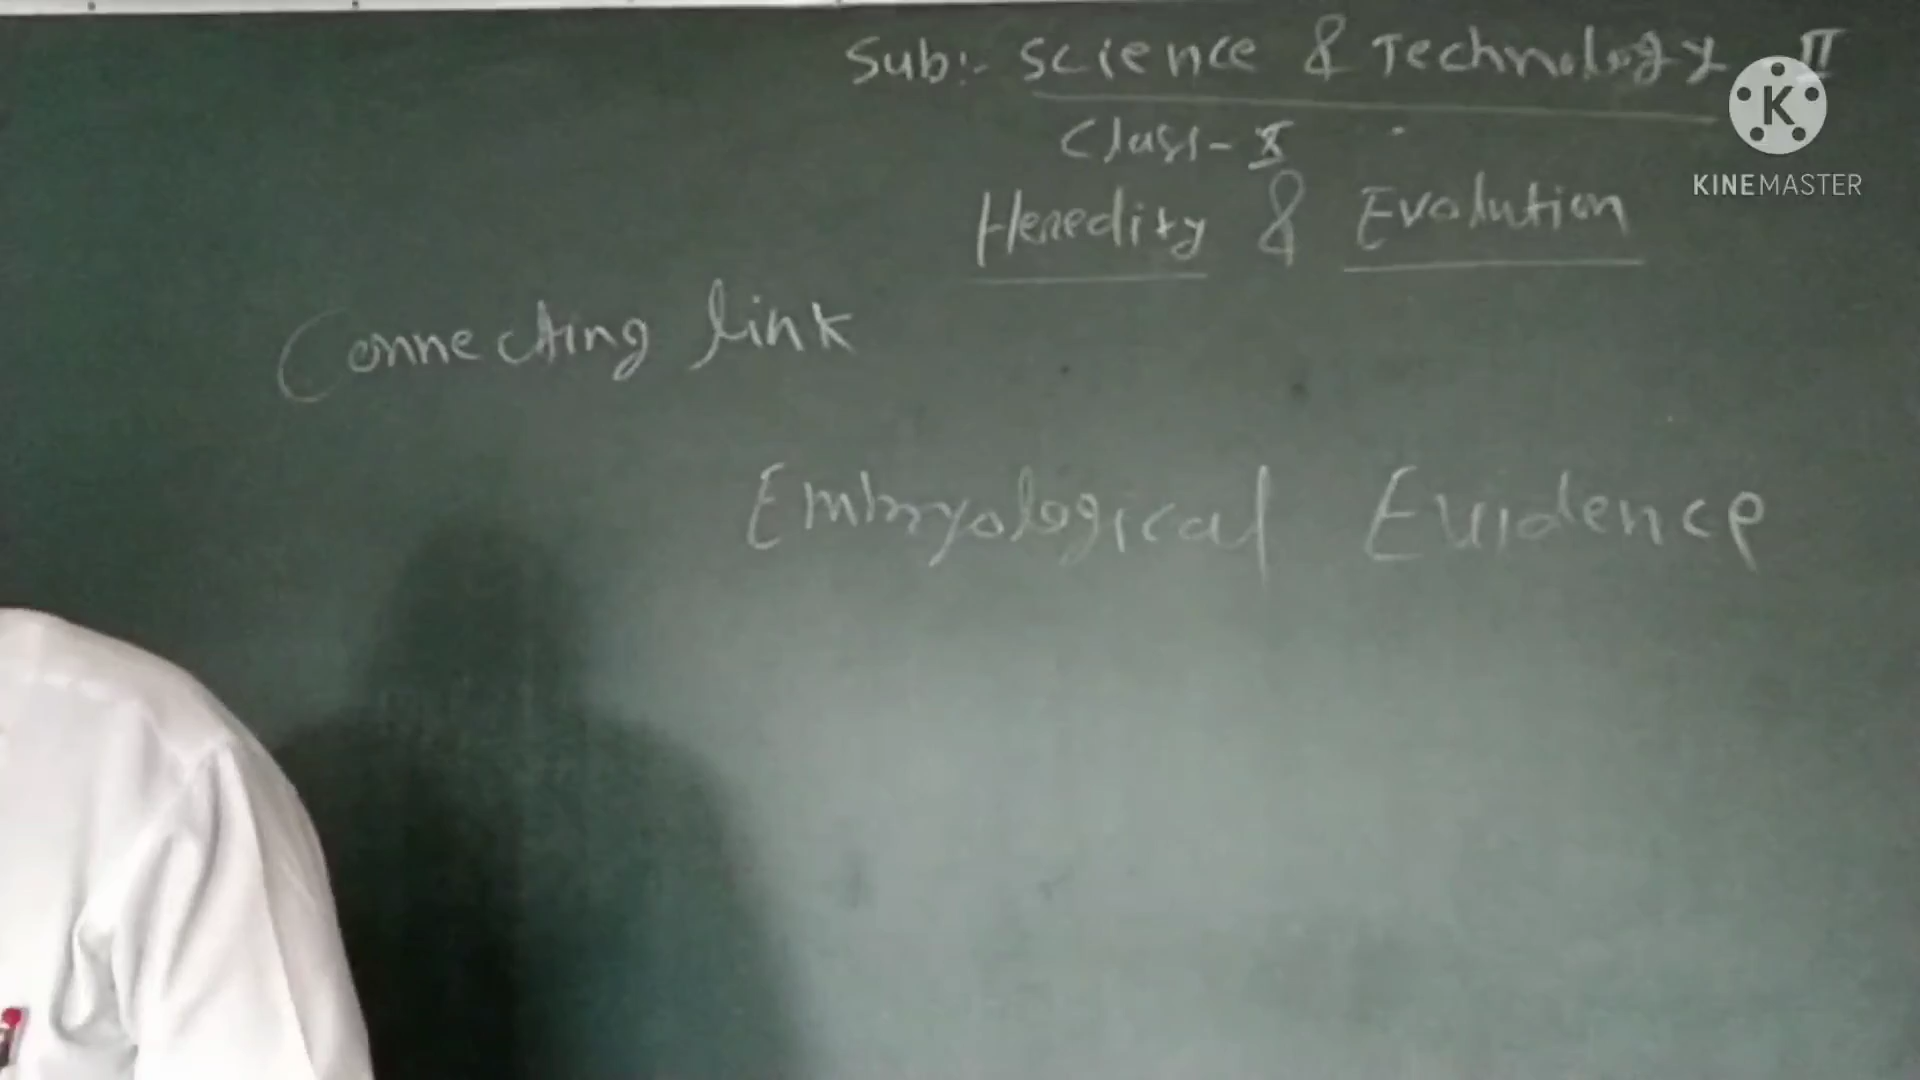 Sub:- Science & Technology II
Class - X
Heredity & Evolution
Connecting link
Embryological Evidence
K
KINEMASTER